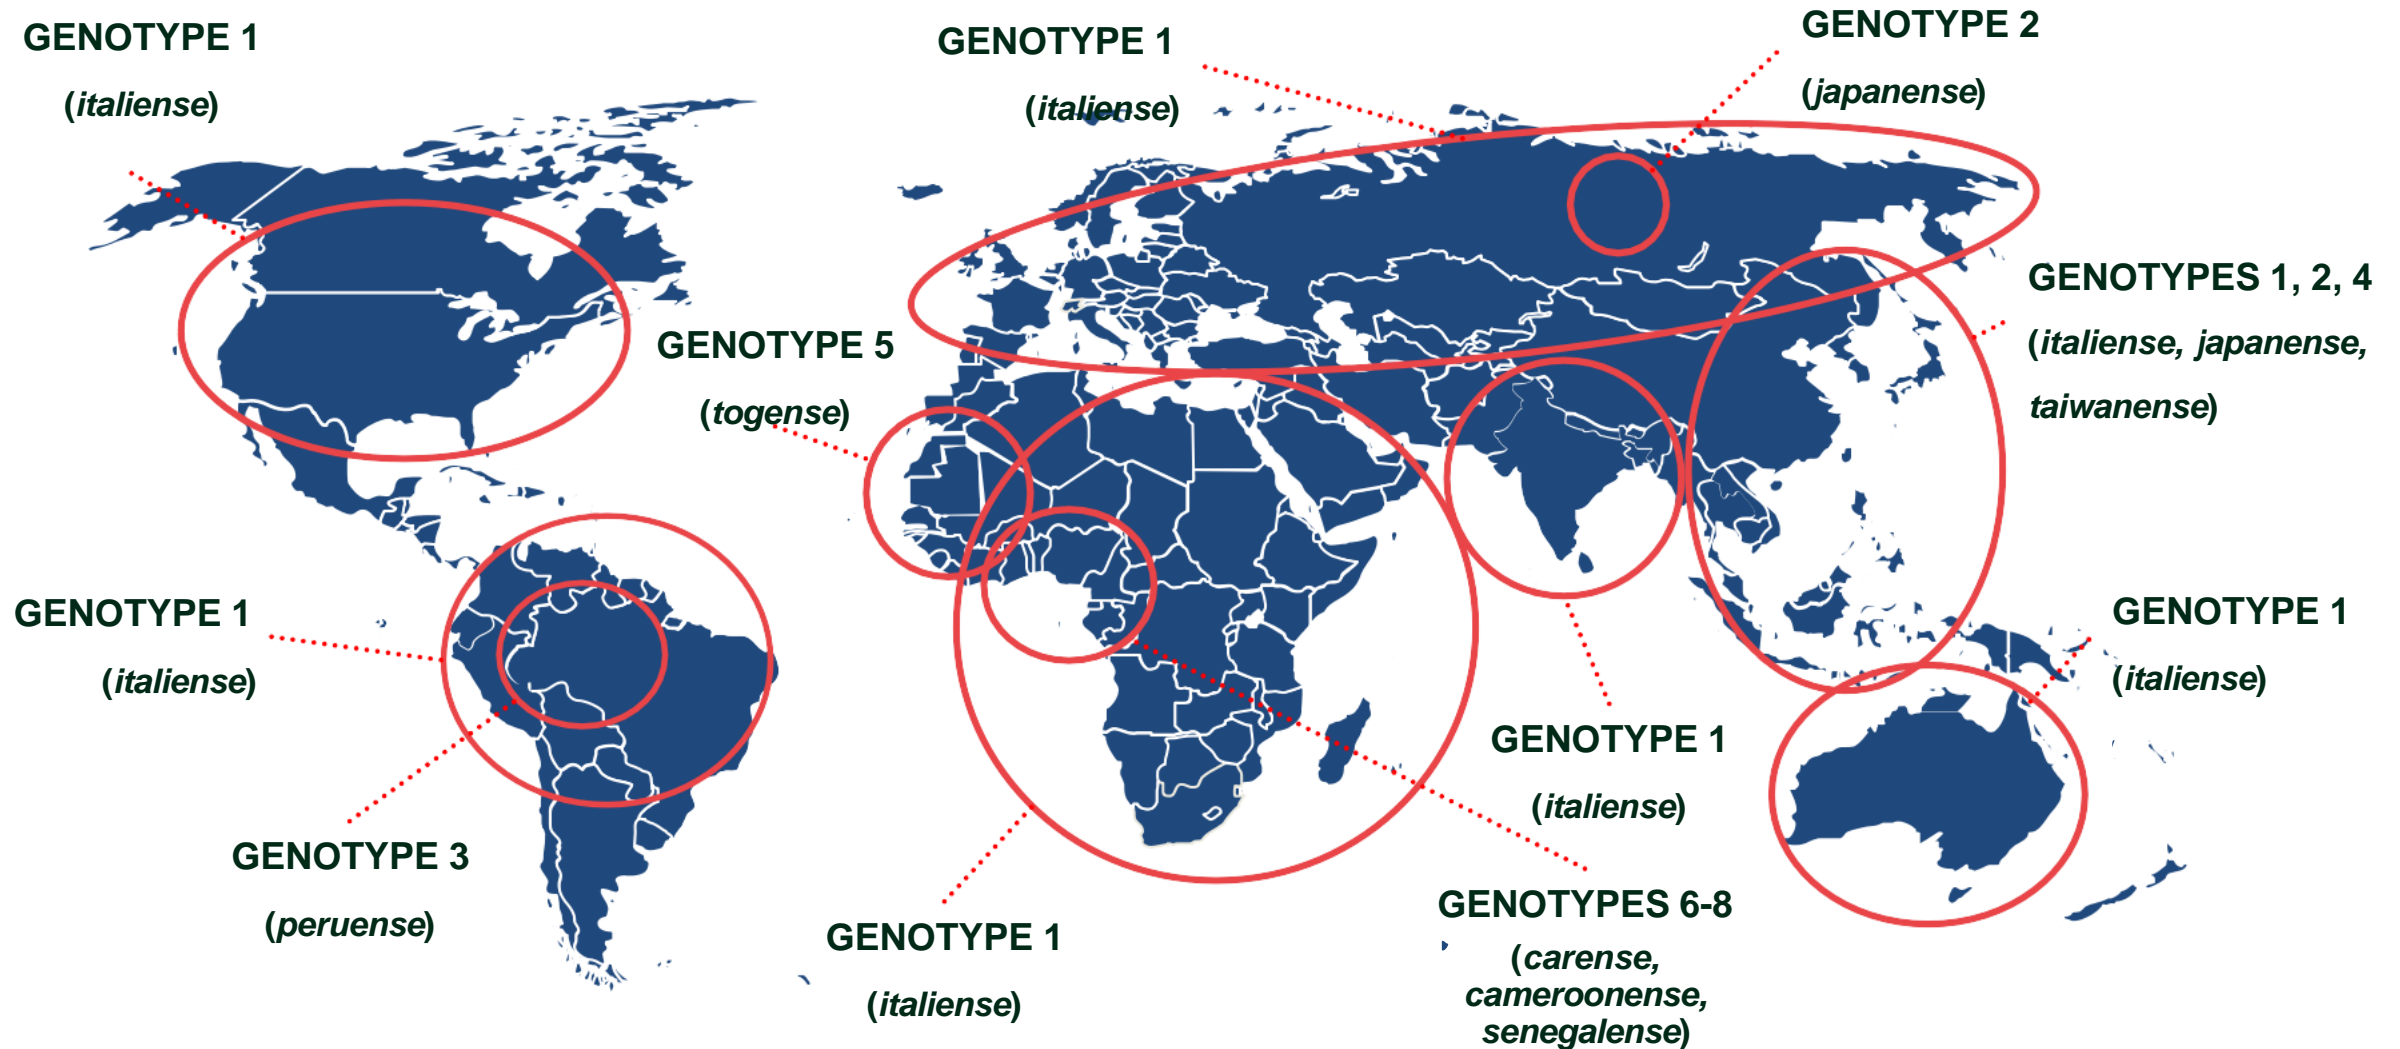 GENOTYPE 1
(italiense)
GENOTYPE 1
(italiense)
GENOTYPE 2
(japanense)
GENOTYPES 1, 2, 4
(italiense, japanense,
taiwanense)
GENOTYPE 5
(togense)
GENOTYPE 1
(italiense)
GENOTYPE 1
(italiense)
GENOTYPE 1
(italiense)
GENOTYPE 3
(peruense)
GENOTYPE 1
(italiense)
GENOTYPES 6-8
(carense,
cameroonense,
senegalense)